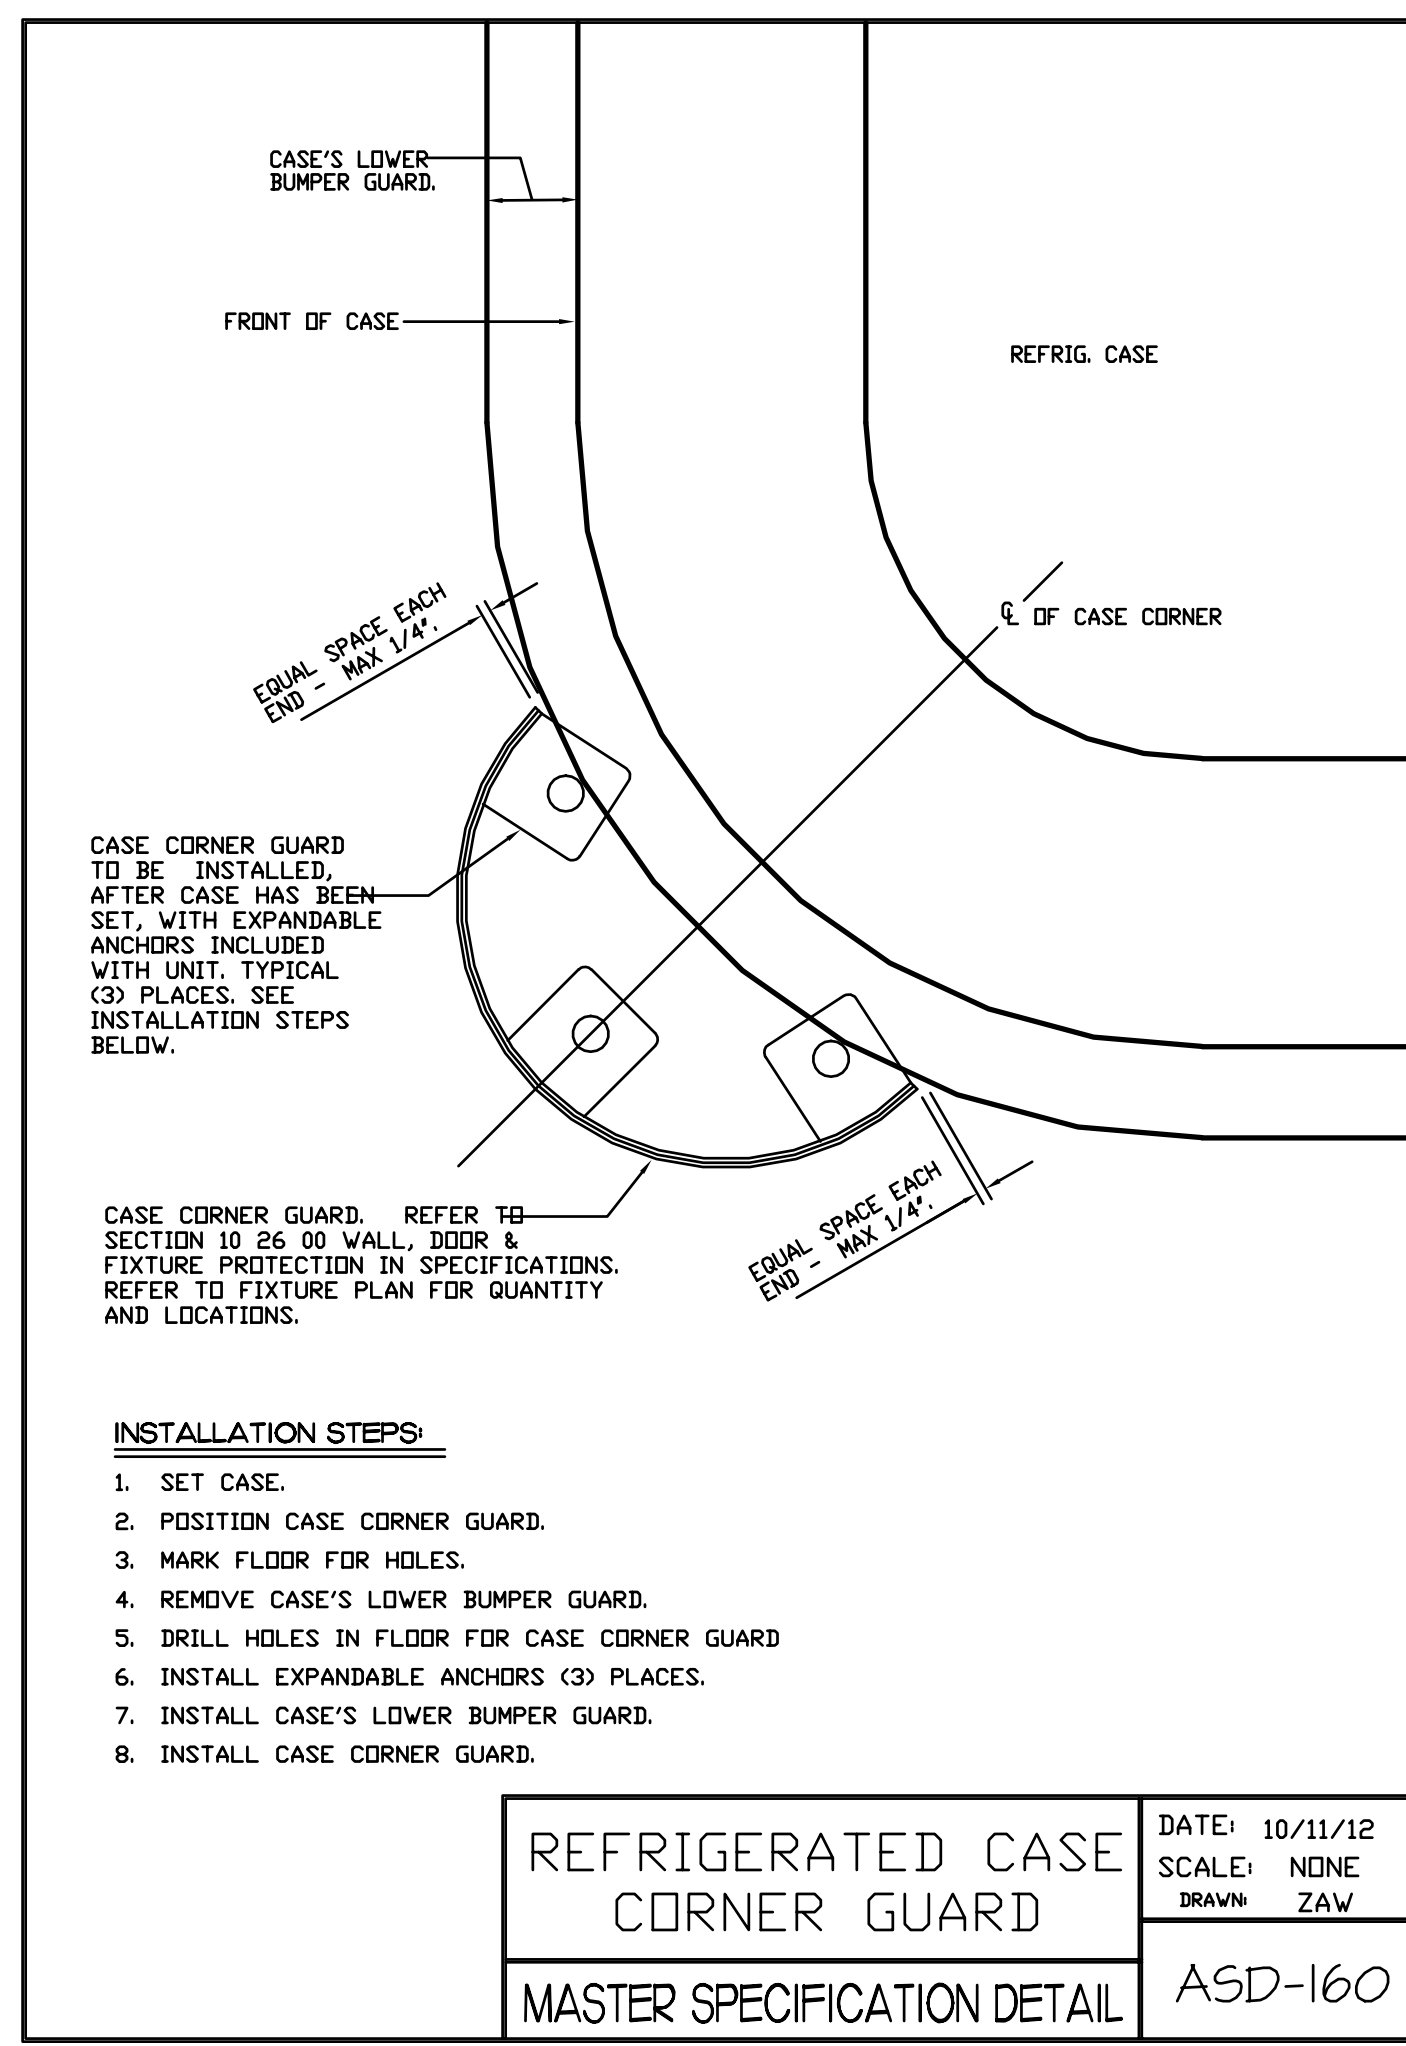 CASE'S LOWER
BUMPER GUARD.
FRONT OF CASE
REFRIG. CASE
℄ OF CASE CORNER
EQUAL SPACE EACH
END - MAX 1/4".
CASE CORNER GUARD
TO BE INSTALLED,
AFTER CASE HAS BEEN
SET, WITH EXPANDABLE
ANCHORS INCLUDED
WITH UNIT. TYPICAL
(3) PLACES. SEE
INSTALLATION STEPS
BELOW.
EQUAL SPACE EACH
END - MAX 1/4".
CASE CORNER GUARD. REFER TO
SECTION 10 26 00 WALL, DOOR &
FIXTURE PROTECTION IN SPECIFICATIONS.
REFER TO FIXTURE PLAN FOR QUANTITY
AND LOCATIONS.
INSTALLATION STEPS:
1. SET CASE.
2. POSITION CASE CORNER GUARD.
3. MARK FLOOR FOR HOLES.
4. REMOVE CASE'S LOWER BUMPER GUARD.
5. DRILL HOLES IN FLOOR FOR CASE CORNER GUARD
6. INSTALL EXPANDABLE ANCHORS (3) PLACES.
7. INSTALL CASE'S LOWER BUMPER GUARD.
8. INSTALL CASE CORNER GUARD.
REFRIGERATED CASE
CORNER GUARD
MASTER SPECIFICATION DETAIL
DATE: 10/11/12
SCALE: NONE
DRAWN: ZAW
ASD-160